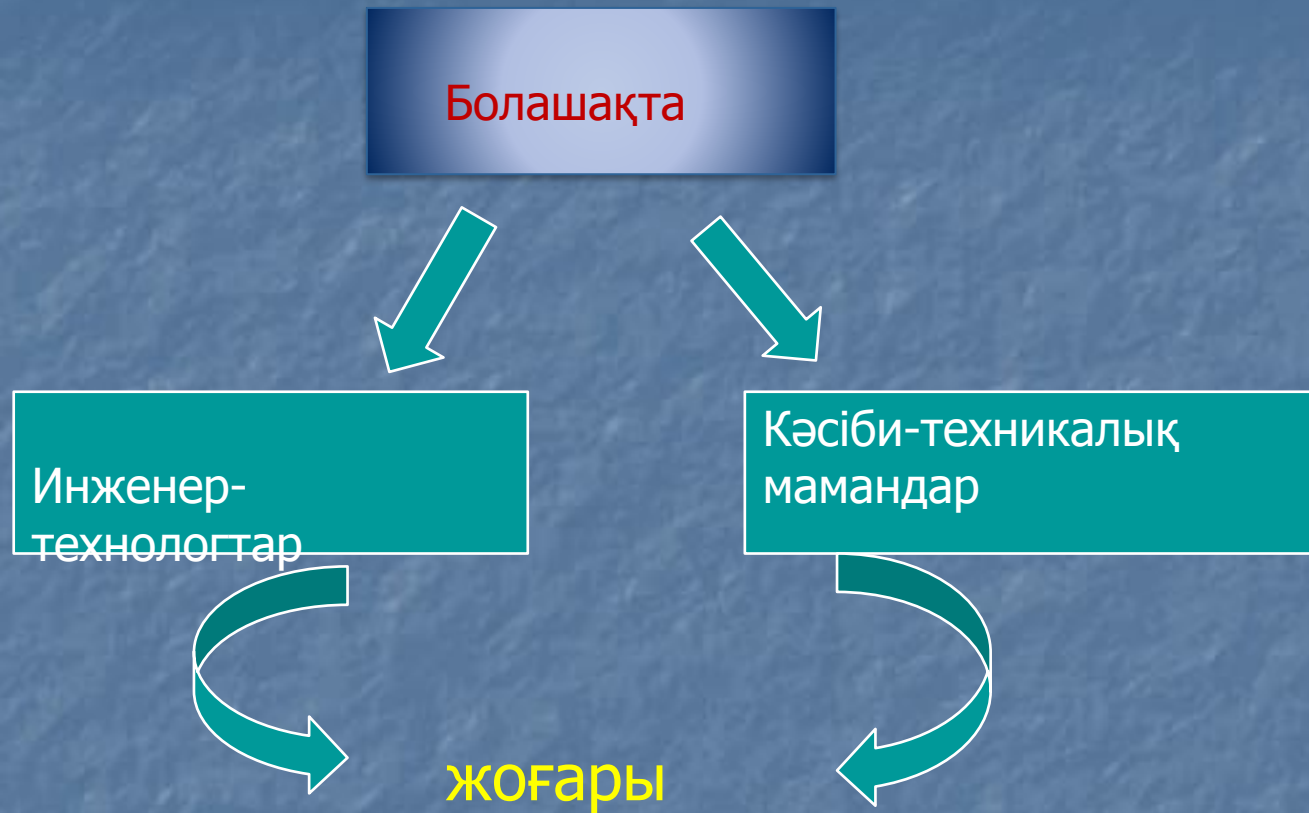 Болашақта
Инженер-
технологтар
Кәсіби-техникалық
мамандар
жоғары